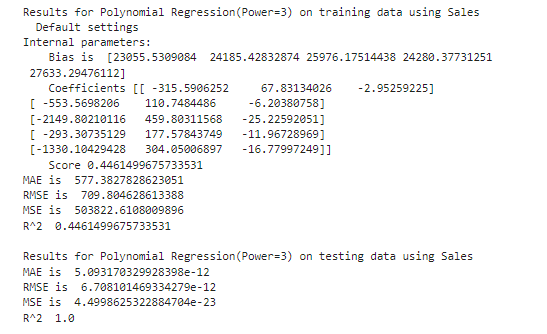 Results for Polynomial Regression(Power=3) on training data using Sales
Default settings
Internal parameters:
Bias is [23055.5309084 24185.42832874 25976.17514438 24280.37731251
27633.29476112]
Coefficients [[ -315.5906252 67.83134026 -2.95259225]
[ -553.5698206 110.7484486 -6.20380758]
[-2149.80210116 459.80311568 -25.22592051]
[ -293.30735129 177.57843749 -11.96728969]
[-1330.10429428 304.05006897 -16.77997249]]
Score 0.4461499675733531
MAE is 577.3827828623051
RMSE is 709.804628613388
MSE is 503822.6108009896
R^2 0.4461499675733531
Results for Polynomial Regression(Power=3) on testing data using Sales
MAE is 5.093170329928398e-12
RMSE is 6.708101469334279e-12
MSE is 4.4998625322884704e-23
R^2 1.0